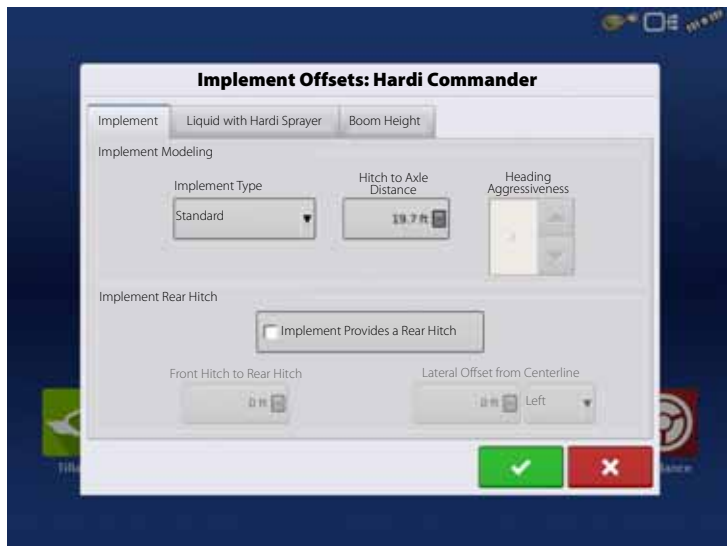 Implement Offsets: Hardi Commander
Implement
Liquid with Hardi Sprayer
Boom Height
Implement Modeling
Implement Type
Hitch to Axle
Distance
Heading
Aggressiveness
Standard
19.7 ft
Implement Rear Hitch
Implement Provides a Rear Hitch
Front Hitch to Rear Hitch
Lateral Offset from Centerline
0 ft
0 ft
Left